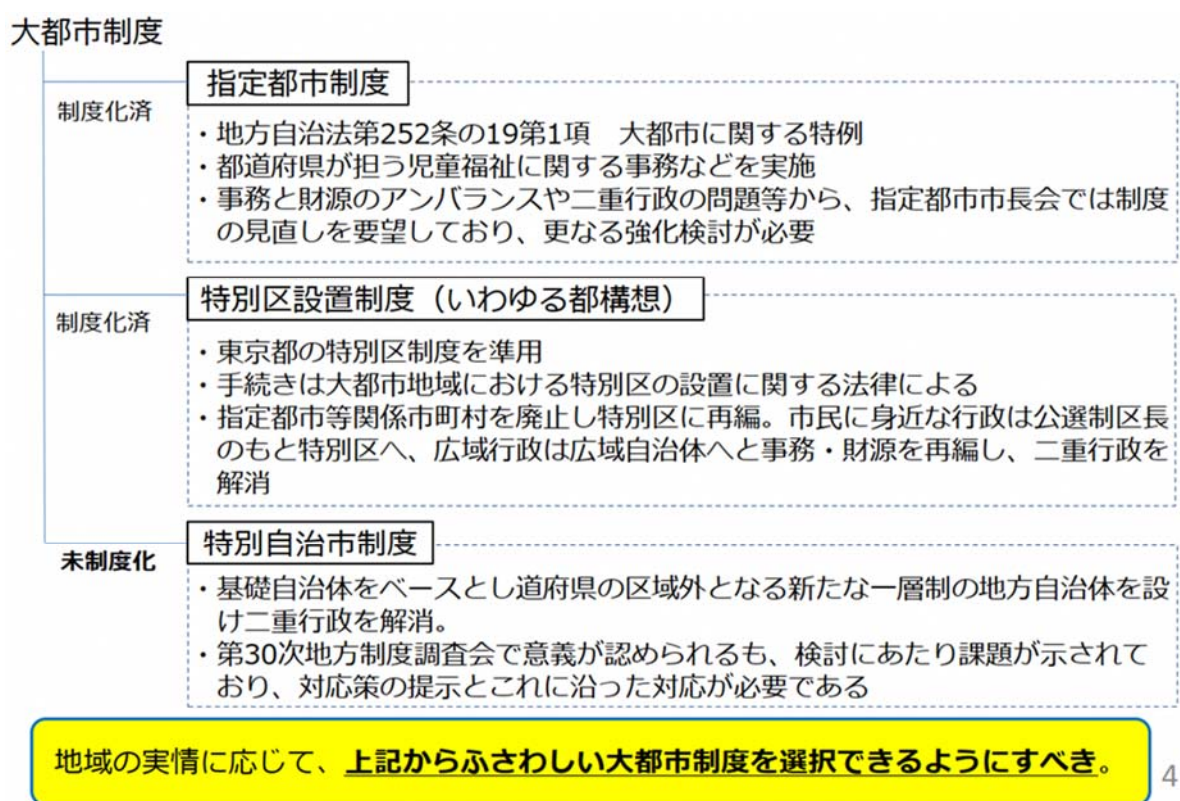 大都市制度
指定都市制度
制度化済
・地方自治法第252条の19第1項　大都市に関する特例
・都道府県が担う児童福祉に関する事務などを実施
・事務と財源のアンバランスや二重行政の問題等から、指定都市市長会では制度
の見直しを要望しており、更なる強化検討が必要
特別区設置制度（いわゆる都構想）
制度化済
・東京都の特別区制度を準用
・手続きは大都市地域における特別区の設置に関する法律による
・指定都市等関係市町村を廃止し特別区に再編。市民に身近な行政は公選制区長
のもと特別区へ、広域行政は広域自治体へと事務・財源を再編し、二重行政を
解消
特別自治市制度
未制度化
・基礎自治体をベースとし道府県の区域外となる新たな一層制の地方自治体を設
け二重行政を解消。
・第30次地方制度調査会で意義が認められるも、検討にあたり課題が示されて
おり、対応策の提示とこれに沿った対応が必要である
地域の実情に応じて、上記からふさわしい大都市制度を選択できるようにすべき。
4